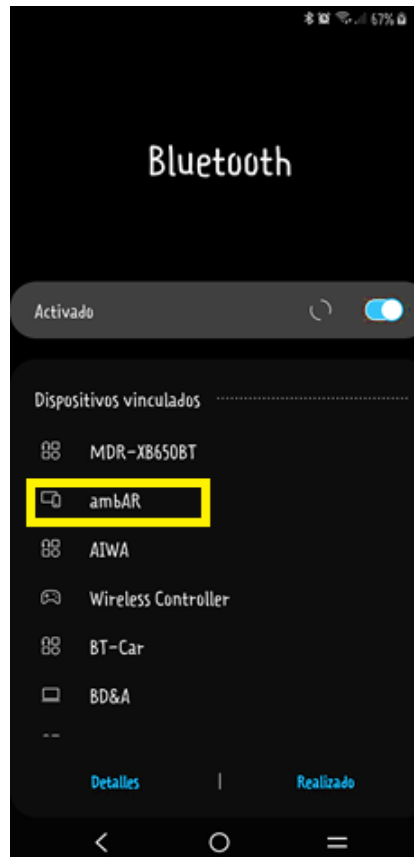 67%
Bluetooth
Activado
Dispositivos vinculados
MDR-XB650BT
ambAR
AIWA
Wireless Controller
BT-Car
BD&A
Detalles | Realizado